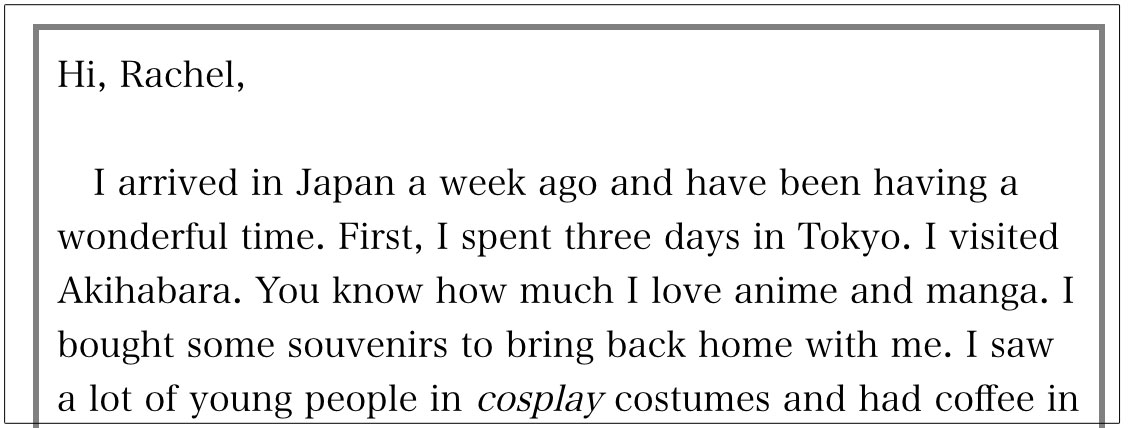 Hi, Rachel,
I arrived in Japan a week ago and have been having a
wonderful time. First, I spent three days in Tokyo. I visited
Akihabara. You know how much I love anime and manga. I
bought some souvenirs to bring back home with me. I saw
a lot of young people in cosplay costumes and had coffee in